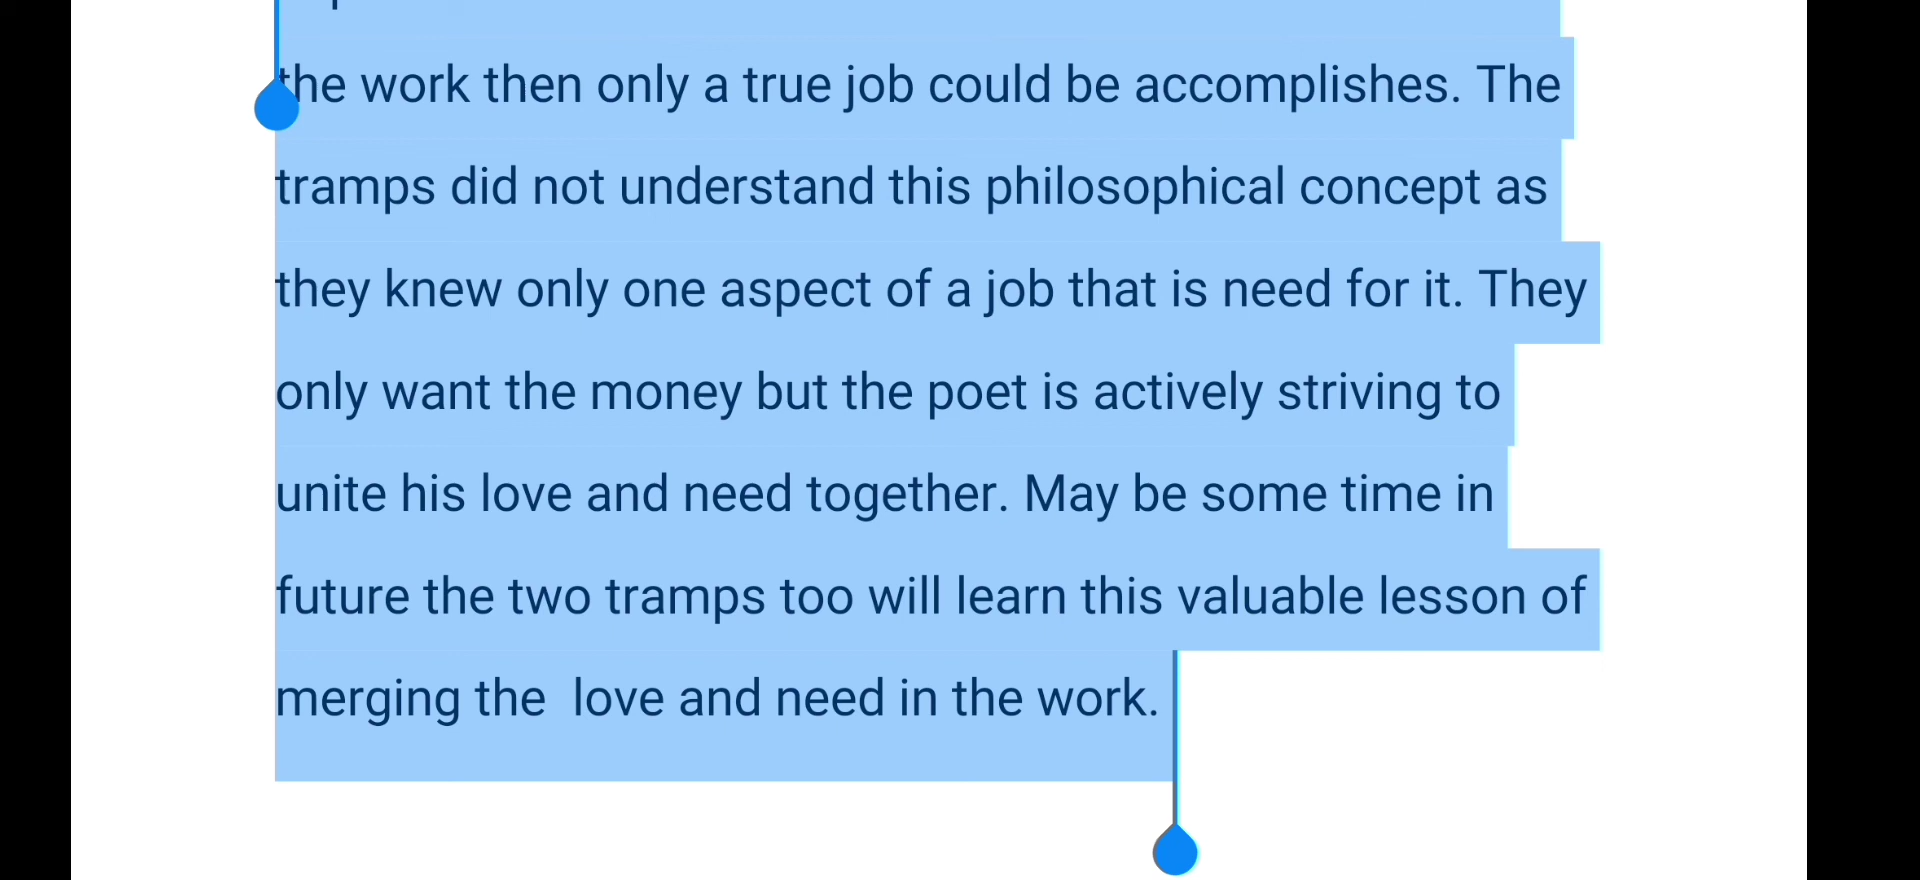 the work then only a true job could be accomplishes. The
tramps did not understand this philosophical concept as
they knew only one aspect of a job that is need for it. They
only want the money but the poet is actively striving to
unite his love and need together. May be some time in
future the two tramps too will learn this valuable lesson of
merging the  love and need in the work.